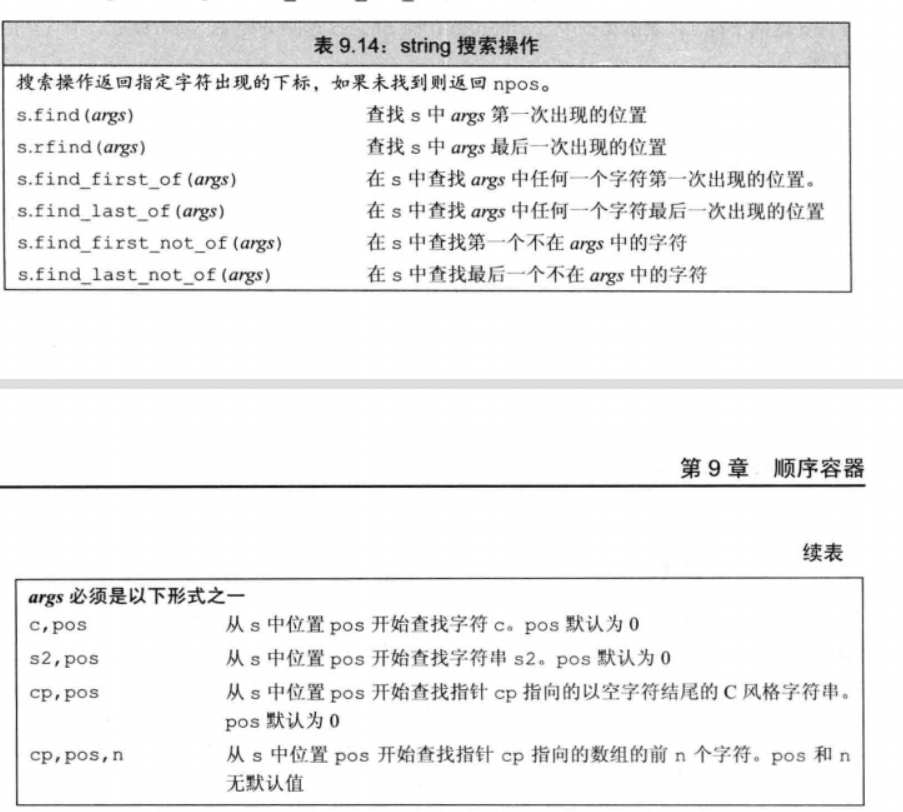 表 9.14：string 搜索操作
搜索操作返回指定字符出现的下标，如果未找到则返回 npos。
s.find(args) 查找 s 中 args 第一次出现的位置
s.rfind(args) 查找 s 中 args 最后一次出现的位置
s.find_first_of(args) 在 s 中查找 args 中任何一个字符第一次出现的位置。
s.find_last_of(args) 在 s 中查找 args 中任何一个字符最后一次出现的位置
s.find_first_not_of(args) 在 s 中查找第一个不在 args 中的字符
s.find_last_not_of(args) 在 s 中查找最后一个不在 args 中的字符
第 9 章 顺序容器
续表
args 必须是以下形式之一
c,pos 从 s 中位置 pos 开始查找字符 c。pos 默认为 0
s2,pos 从 s 中位置 pos 开始查找字符串 s2。pos 默认为 0
cp,pos 从 s 中位置 pos 开始查找指针 cp 指向的以空字符结尾的 C 风格字符串。
pos 默认为 0
cp,pos,n 从 s 中位置 pos 开始查找指针 cp 指向的数组的前 n 个字符。pos 和 n
无默认值